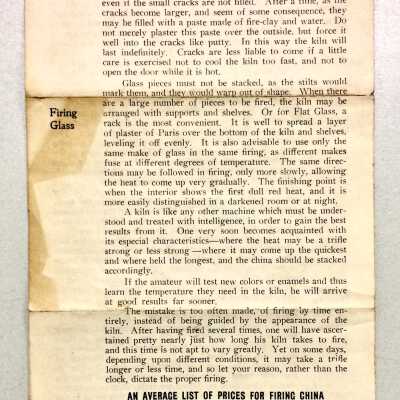 even if the small cracks are not filled. After a time, as the
cracks become larger, and seem of some consequence, they
may be filled with a paste made of fire-clay and water. Do
not merely plaster this paste over the outside, but force it
well into the cracks like putty. In this way the kiln will
last indefinitely. Cracks are less liable to come if a little
care is exercised not to cool the kiln too fast, and not to
open the door while it is hot.
Glass pieces must not be stacked, as the stilts would
mark them, and they would warp out of shape. When there
are a large number of pieces to be fired, the kiln may be
arranged with supports and shelves. Or for Flat Glass, a
rack is the most convenient. It is well to spread a layer
of plaster of Paris over the bottom of the kiln and shelves,
leveling it off evenly. It is also advisable to use only the
same make of glass in the same firing, as different makes
fuse at different degrees of temperature. The same direc-
tions may be followed in firing, only more slowly, allowing
the heat to come up very gradually. The finishing point is
when the interior shows the first dull red heat, and it is
more easily distinguished in a darkened room or at night.
Firing
Glass
A kiln is like any other machine which must be under-
stood and treated with intelligence, in order to gain the best
results from it. One very soon becomes acquainted with
its special characteristics—where the heat may be a trifle
strong or less strong—where it may come up the quickest
and where held the longest, and the china should be stacked
accordingly.
If the amateur will test new colors or enamels and thus
learn the temperature they need in the kiln, he will arrive
at good results far sooner.
The mistake is too often made, of firing by time en-
tirely, instead of being guided by the appearance of the
kiln. After having fired several times, one will have ascer-
tained pretty nearly just how long his kiln takes to fire,
and this time is not apt to vary greatly. Yet on some days,
depending upon different conditions, it may take a trifle
longer or less time, and so let your reason, rather than the
clock, dictate the proper firing.
AN AVERAGE LIST OF PRICES FOR FIRING CHINA